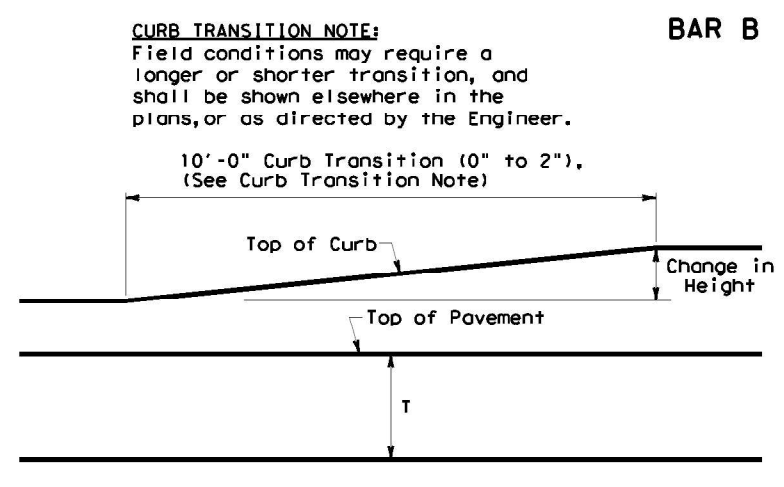 CURB TRANSITION NOTE:
BAR B
Field conditions may require a
longer or shorter transition, and
shall be shown elsewhere in the
plans,or as directed by the Engineer.
10'-0" Curb Transition (0" to 2"),
(See Curb Transition Note)
Top of Curb
Change in
Height
Top of Pavement
T